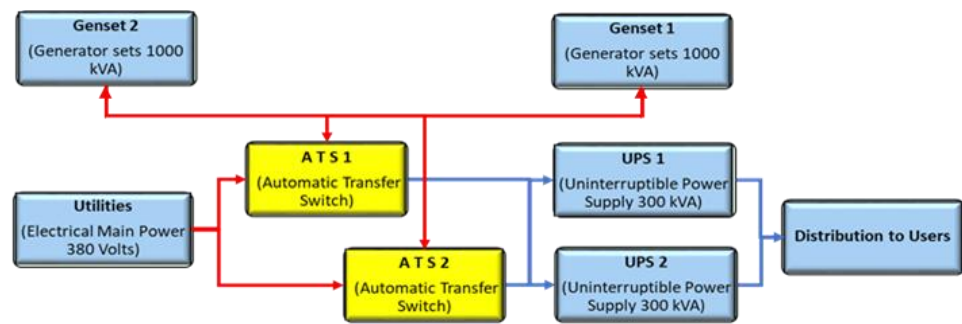 Genset 2
(Generator sets 1000
kVA)
Genset 1
(Generator sets 1000
kVA)
A T S 1
(Automatic Transfer
Switch)
UPS 1
(Uninterruptible Power
Supply 300 kVA)
Utilities
(Electrical Main Power
380 Volts)
Distribution to Users
A T S 2
(Automatic Transfer
Switch)
UPS 2
(Uninterruptible Power
Supply 300 kVA)